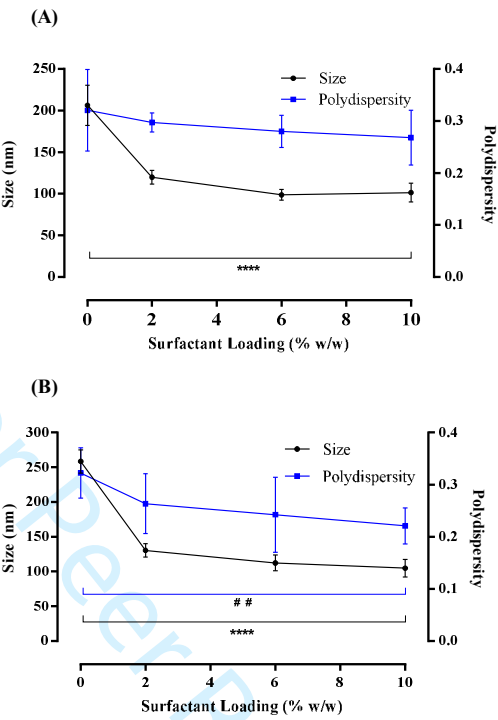 (A)
250
200
150
100
50
0
Size (nm)
Size
Polydispersity
0.4
0.3
0.2
0.1
0.0
Polydispersity
****
0 2 4 6 8 10
Surfactant Loading (% w/w)
(B)
300
250
200
150
100
50
0
Size (nm)
Size
Polydispersity
0.4
0.3
0.2
0.1
0.0
Polydispersity
# #
****
0 2 4 6 8 10
Surfactant Loading (% w/w)
er Peer